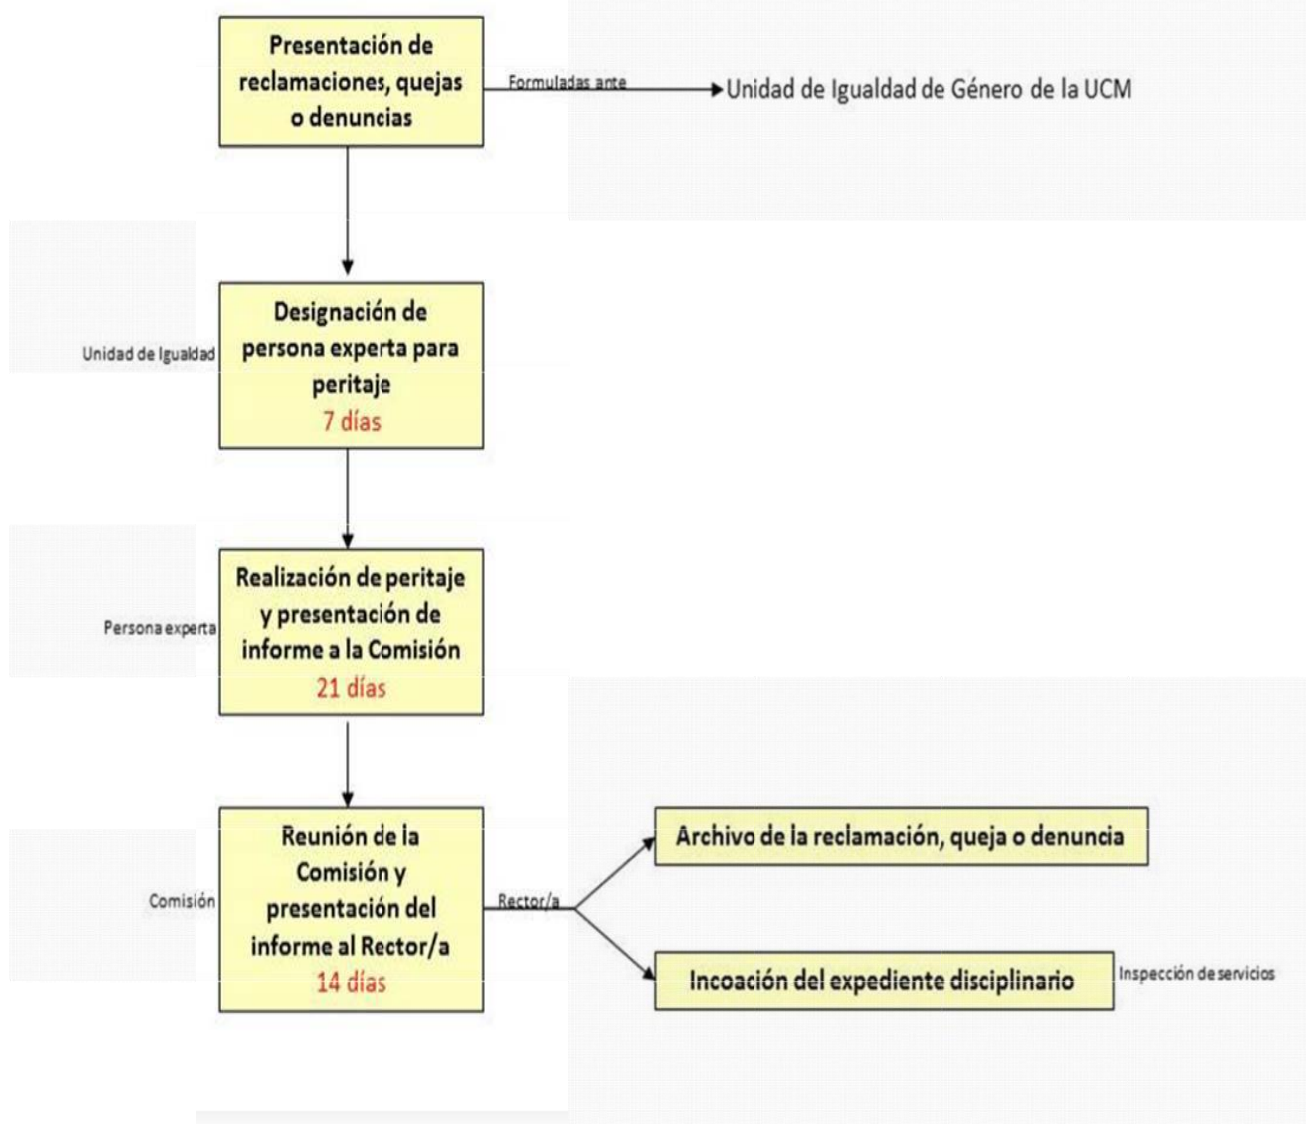 Presentación de
reclamaciones, quejas
o denuncias
Formuladas ante
Unidad de Igualdad de Género de la UCM
Unidad de Igualdad
Designación de
persona experta para
peritaje
7 días
Persona experta
Realización de peritaje
y presentación de
informe a la Comisión
21 días
Comisión
Reunión de la
Comisión y
presentación del
informe al Rector/a
14 días
Rector/a
Archivo de la reclamación, queja o denuncia
Incoación del expediente disciplinario
Inspección de servicios